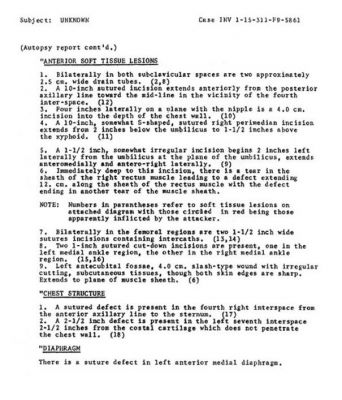 Subject: UNKNOWN Case INV 1-15-311-F9-5861
(Autopsy report cont'd.)
"ANTERIOR SOFT TISSUE LESIONS
1. Bilaterally in both subclavicular spaces are two approximately
2.5 cm. wide drain tubes. (2,8)
2. A 10-inch sutured incision extends anteriorly from the posterior
axillary line toward the mid-line in the vicinity of the fourth
inter-space. (12)
3. Four inches laterally on a plane with the nipple is a 4.0 cm.
incision into the depth of the chest wall. (10)
4. A 10-inch, somewhat S-shaped, sutured right perimedian incision
extends from 2 inches below the umbilicus to 1-1/2 inches above
the xyphoid. (11)
5. A 1-1/2 inch, somewhat irregular incision begins 2 inches left
laterally from the umbilicus at the plane of the umbilicus, extends
anteromedially and antero-right laterally. (9)
6. Immediately deep to this incision, there is a tear in the
sheath of the right rectus muscle leading to a defect extending
12. cm. along the sheath of the rectus muscle with the defect
ending in another tear of the muscle sheath.
NOTE: Numbers in parentheses refer to soft tissue lesions on
attached diagram with those circled in red being those
apparently inflicted by the attacker.
7. Bilaterally in the femoral regions are two 1-1/2 inch wide
sutures incisions containing intercaths. (13,14)
8. Two 1-inch sutured cut-down incisions are present, one in the
left medial ankle region, the other in the right medial ankle
region. (15,16)
9. Left antecubital fossae, 4.0 cm. slash-type wound with irregular
cutting, subcutaneous tissues, though both skin edges are sharp.
Extends to plane of muscle sheath. (6)
"CHEST STRUCTURE
1. A sutured defect is present in the fourth right interspace from
the anterior axillary line to the sternum. (17)
2. A 2-1/2 inch defect is present in the left seventh interspace
2-1/2 inches from the costal cartilage which does not penetrate
the chest wall. (18)
"DIAPHRAGM
There is a suture defect in left anterior medial diaphragm.